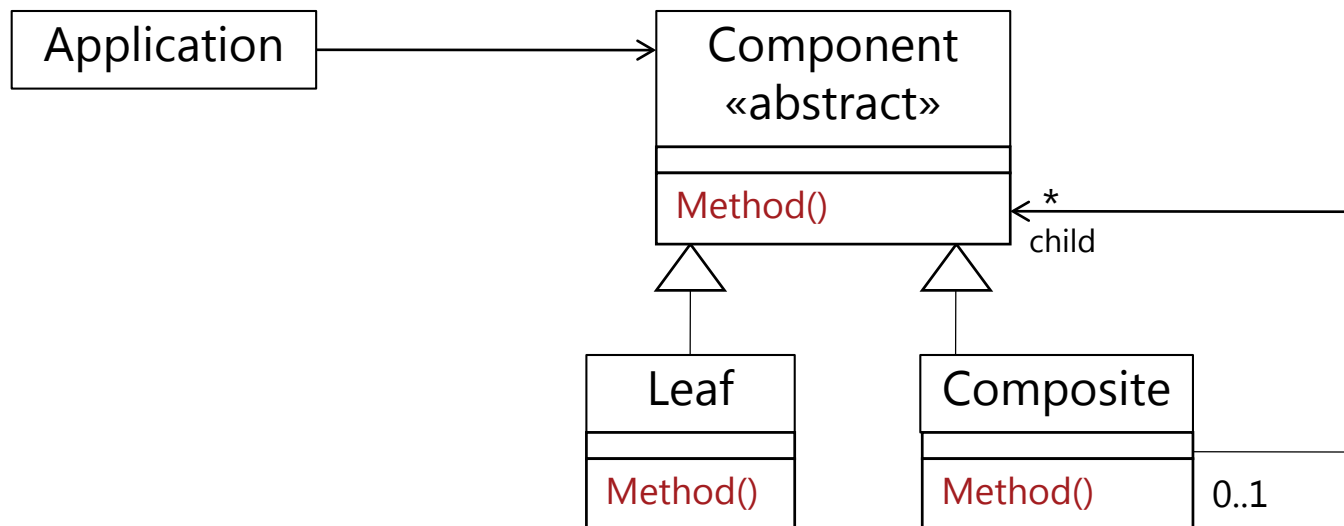 Application
Component
«abstract»
Method()
*
child
Leaf
Composite
Method()
Method()
0..1